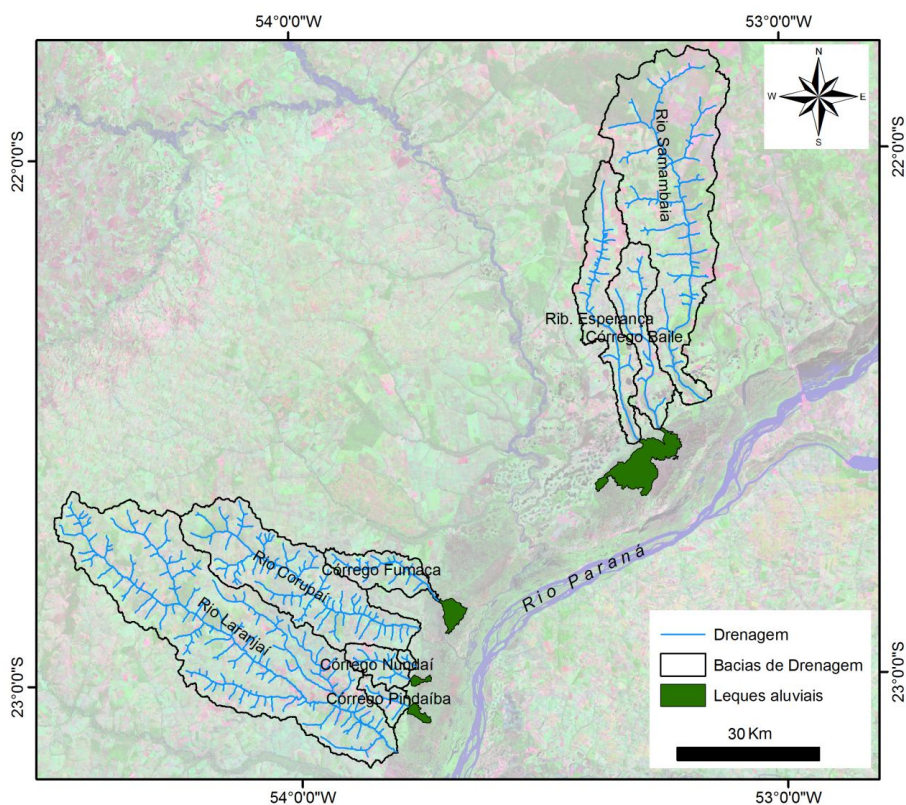 54°0'0"W
53°0'0"W
N
W
E
S
22°0'0"S
22°0'0"S
Rio Samambaia
Rib. Esperança
Córrego Baile
Rio Paraná
Córrego Fumaça
Rio Corupaí
Rio Laranjaí
Córrego Nundaí
Córrego Pindaíba
23°0'0"S
23°0'0"S
Drenagem
Bacias de Drenagem
Leques aluviais
30 Km
54°0'0"W
53°0'0"W